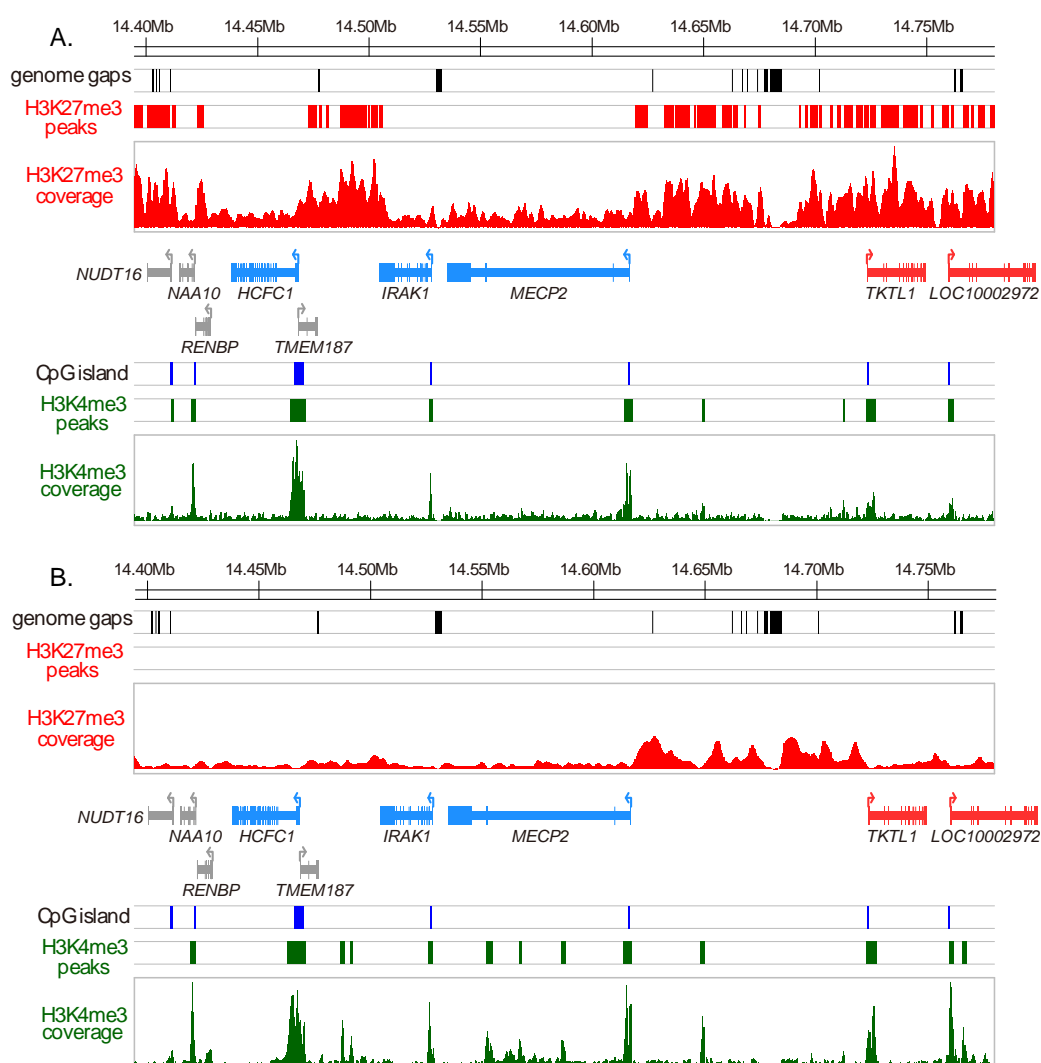 A.
14.40Mb 14.45Mb 14.50Mb 14.55Mb 14.60Mb 14.65Mb 14.70Mb 14.75Mb
genome gaps
H3K27me3
peaks
H3K27me3
coverage
NUDT16
NAA10 HCFC1 IRAK1 MECP2 TKTL1 LOC10002972
RENBP TMEM187
CpG island
H3K4me3
peaks
H3K4me3
coverage
B.
14.40Mb 14.45Mb 14.50Mb 14.55Mb 14.60Mb 14.65Mb 14.70Mb 14.75Mb
genome gaps
H3K27me3
peaks
H3K27me3
coverage
NUDT16
NAA10 HCFC1 IRAK1 MECP2 TKTL1 LOC10002972
RENBP TMEM187
CpG island
H3K4me3
peaks
H3K4me3
coverage